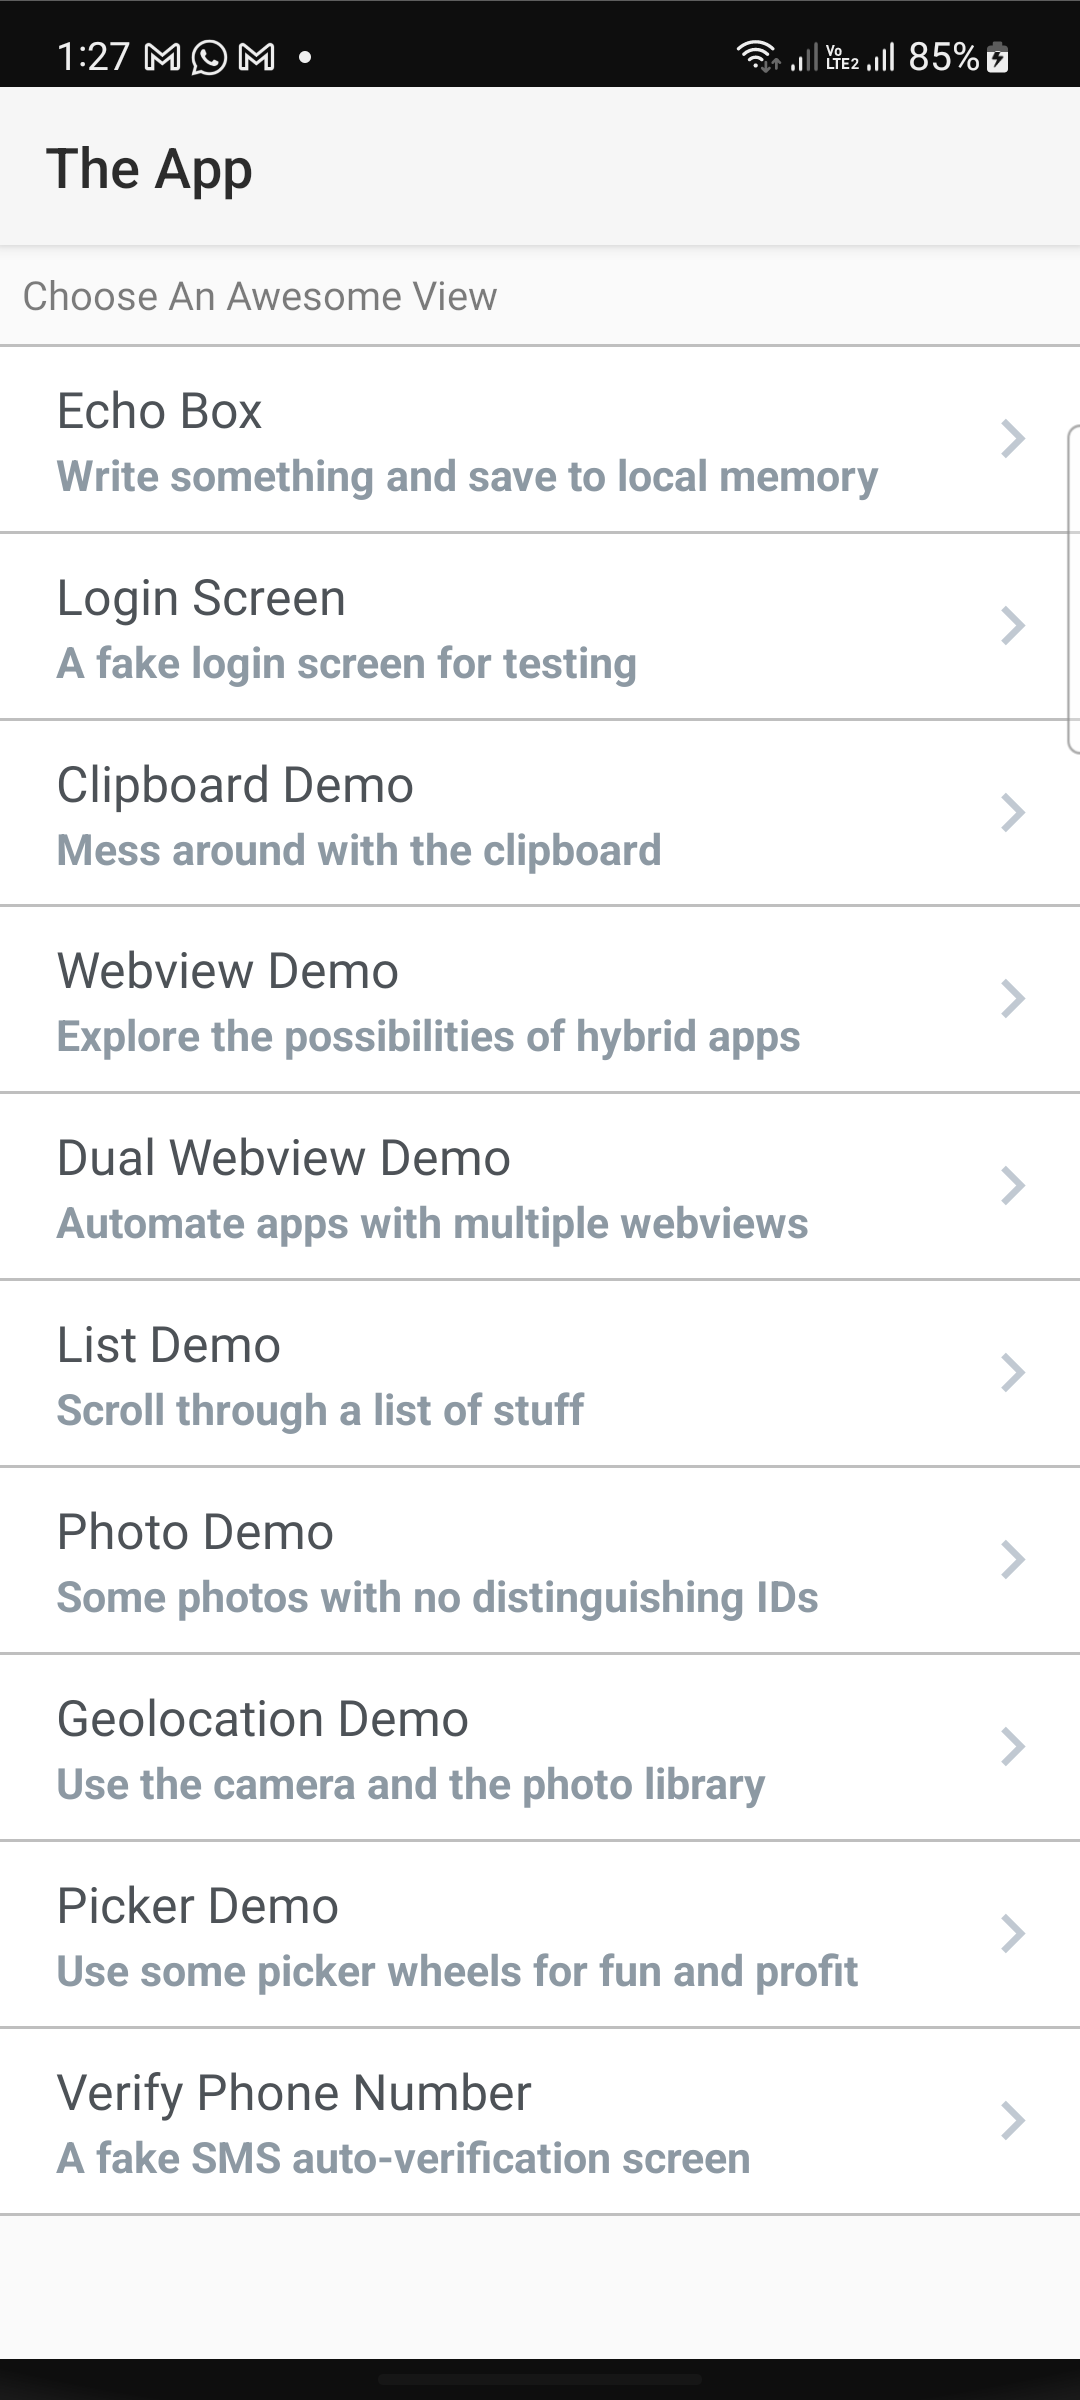 1:27 85%
Vo
LTE2
The App
Choose An Awesome View
Echo Box
Write something and save to local memory
Login Screen
A fake login screen for testing
Clipboard Demo
Mess around with the clipboard
Webview Demo
Explore the possibilities of hybrid apps
Dual Webview Demo
Automate apps with multiple webviews
List Demo
Scroll through a list of stuff
Photo Demo
Some photos with no distinguishing IDs
Geolocation Demo
Use the camera and the photo library
Picker Demo
Use some picker wheels for fun and profit
Verify Phone Number
A fake SMS auto-verification screen